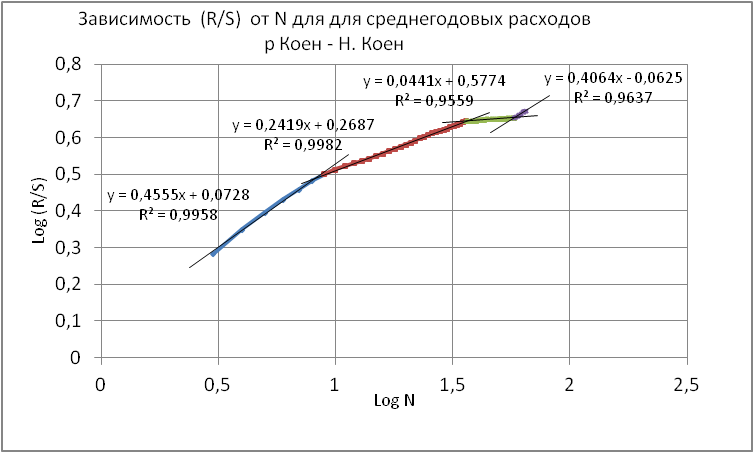 Зависимость (R/S) от N для для среднегодовых расходов
р Коен - Н. Коен
0,8
0,7
0,6
0,5
0,4
0,3
0,2
0,1
0
Log (R/S)
y = 0,4555x + 0,0728
R² = 0,9958
y = 0,2419x + 0,2687
R² = 0,9982
y = 0,0441x + 0,5774
R² = 0,9559
y = 0,4064x - 0,0625
R² = 0,9637
0 0,5 1 1,5 2 2,5
Log N